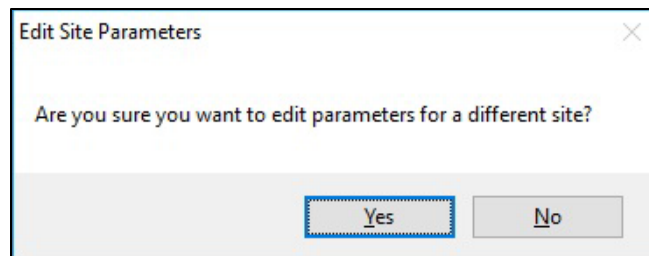 Edit Site Parameters
Are you sure you want to edit parameters for a different site?
Yes No